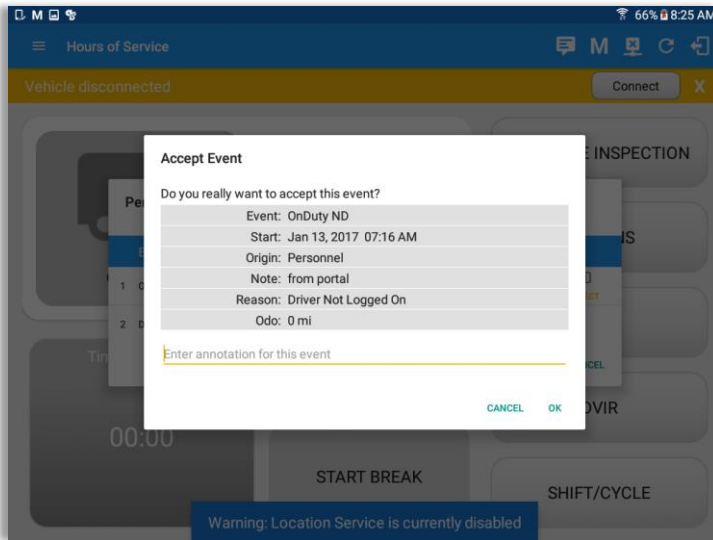 66% 8:25 AM
Hours of Service
M
Vehicle disconnected
Connect
X
INSPECTION
Accept Event
Do you really want to accept this event?
Event: OnDuty ND
Start: Jan 13, 2017 07:16 AM
Origin: Personnel
Note: from portal
Reason: Driver Not Logged On
Odo: 0 mi
Enter annotation for this event
CANCEL OK
1
2
00:00
START BREAK
SHIFT/CYCLE
Warning: Location Service is currently disabled